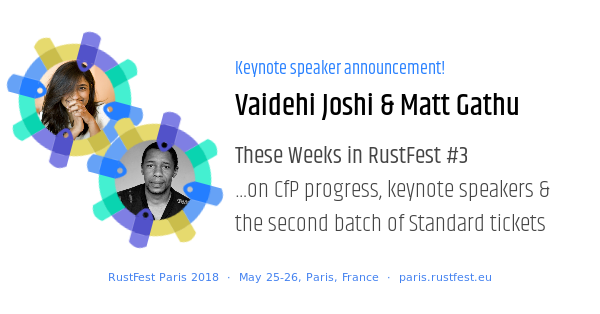 Keynote speaker announcement!
Vaidehi Joshi & Matt Gathu
These Weeks in RustFest #3
...on CfP progress, keynote speakers &
the second batch of Standard tickets
RustFest Paris 2018 · May 25-26, Paris, France · paris.rustfest.eu